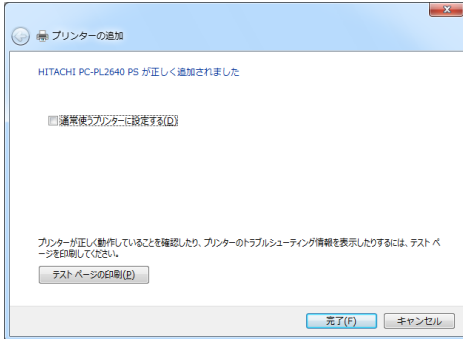 プリンターの追加
HITACHI PC-PL2640 PS が正しく追加されました
通常使うプリンターに設定する(D)
プリンターが正しく動作していることを確認したり、プリンターのトラブルシューティング情報を表示したりするには、テスト ペ
ージを印刷してください。
テスト ページの印刷(P)
完了(F) キャンセル